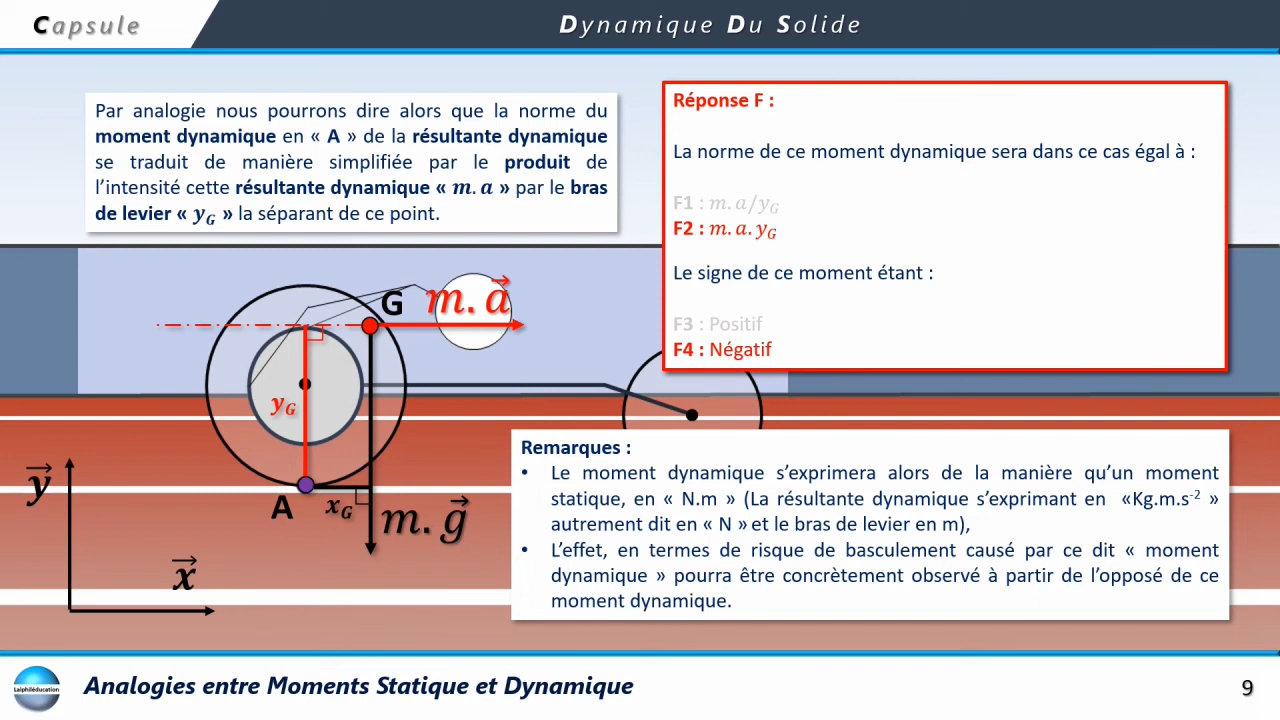 Capsule
Dynamique Du Solide
Par analogie nous pourrons dire alors que la norme du
moment dynamique en « A » de la résultante dynamique
se traduit de manière simplifiée par le produit de
l’intensité cette résultante dynamique « m.a » par le bras
de levier « y_G » la séparant de ce point.
Réponse F :
La norme de ce moment dynamique sera dans ce cas égal à :
F1 : m.a/y_G
F2 : m.a.y_G
Le signe de ce moment étant :
F3 : Positif
F4 : Négatif
G
m.a⃗
y_G
A
x_G
m.g⃗
y⃗
x⃗
Remarques :
• Le moment dynamique s’exprimera alors de la manière qu’un moment
statique, en « N.m » (La résultante dynamique s’exprimant en «Kg.m.s⁻² »
autrement dit en « N » et le bras de levier en m),
• L’effet, en termes de risque de basculement causé par ce dit « moment
dynamique » pourra être concrètement observé à partir de l’opposé de ce
moment dynamique.
Laiphiléducation
Analogies entre Moments Statique et Dynamique
9